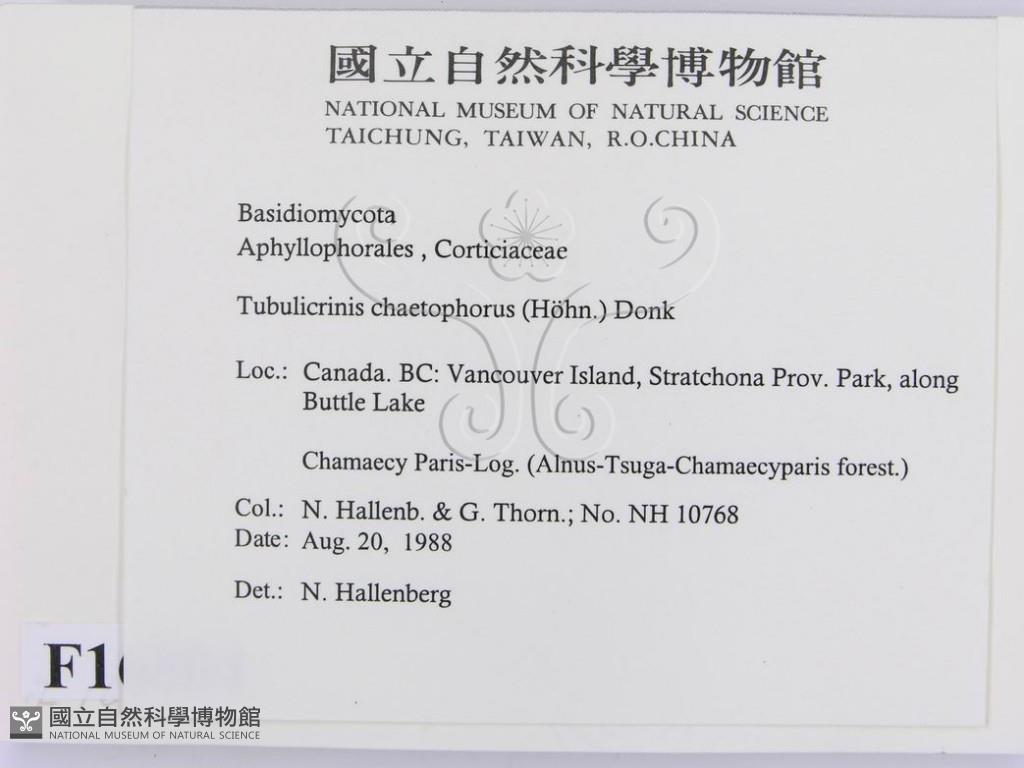 國立自然科學博物館
NATIONAL MUSEUM OF NATURAL SCIENCE
TAICHUNG, TAIWAN, R.O.CHINA
Basidiomycota
Aphyllophorales , Corticiaceae
Tubulicrinis chaetophorus (Höhn.) Donk
Loc.: Canada. BC: Vancouver Island, Stratchona Prov. Park, along
Buttle Lake
Chamaecy Paris-Log. (Alnus-Tsuga-Chamaecyparis forest.)
Col.: N. Hallenb. & G. Thorn.; No. NH 10768
Date: Aug. 20, 1988
Det.: N. Hallenberg
國立自然科學博物館
NATIONAL MUSEUM OF NATURAL SCIENCE